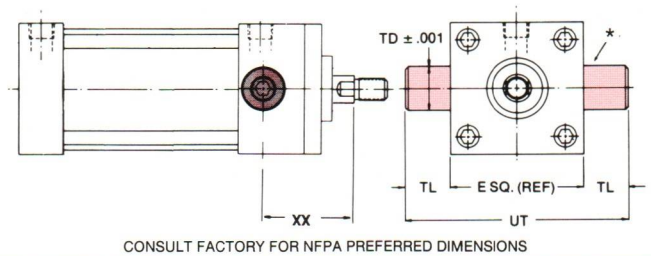 TD ± .001
*
TL
E SQ. (REF)
TL
XX
UT
CONSULT FACTORY FOR NFPA PREFERRED DIMENSIONS